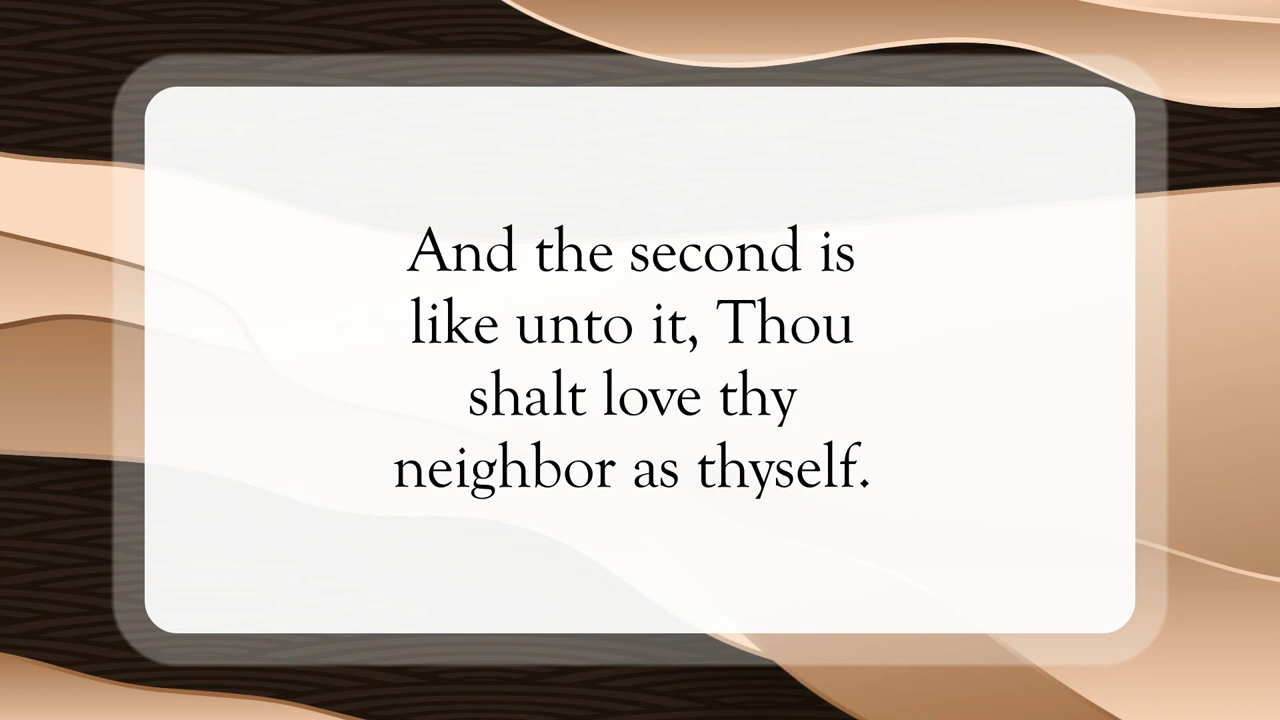 And the second is
like unto it, Thou
shalt love thy
neighbor as thyself.